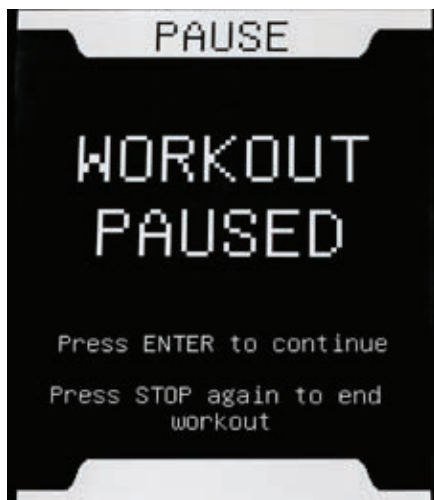 PAUSE
WORKOUT
PAUSED
Press ENTER to continue
Press STOP again to end
workout